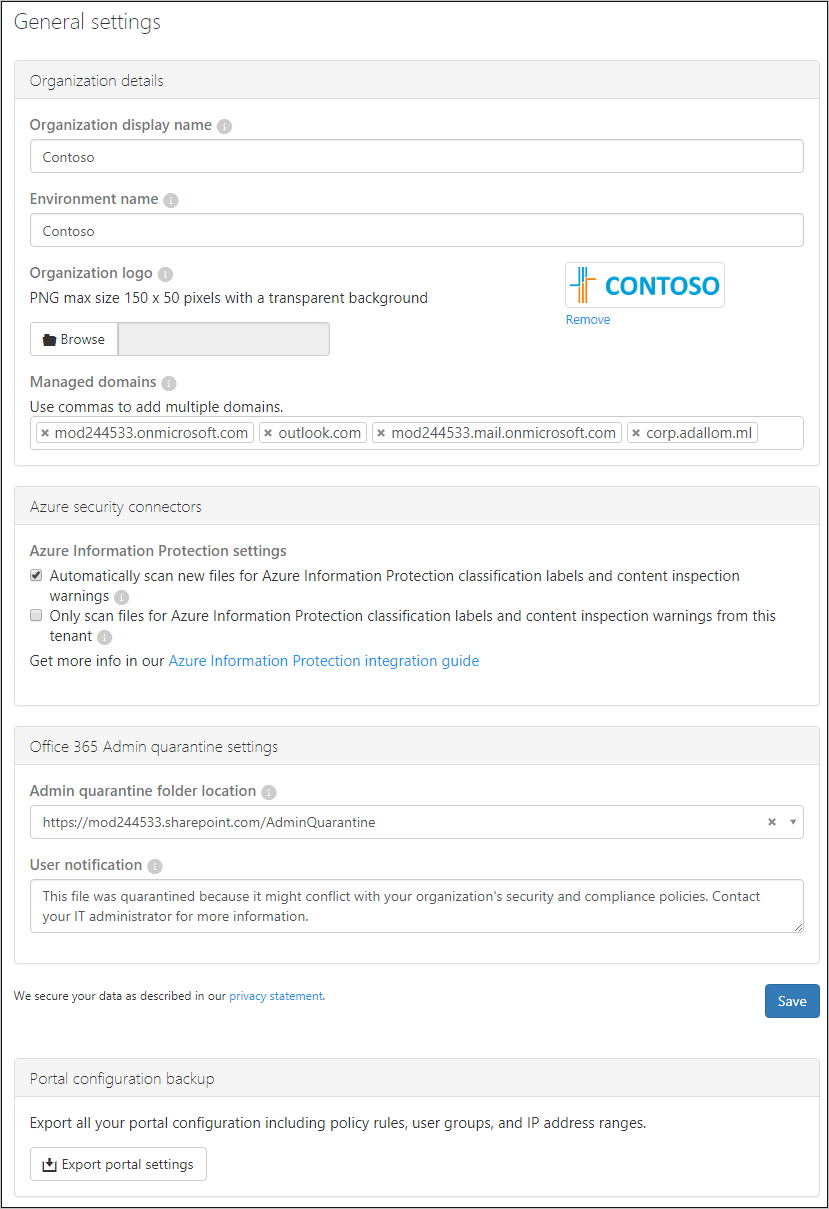 General settings
Organization details
Organization display name
Contoso
Environment name
Contoso
Organization logo
PNG max size 150 x 50 pixels with a transparent background
CONTOSO
Remove
Browse
Managed domains
Use commas to add multiple domains.
× mod244533.onmicrosoft.com × outlook.com × mod244533.mail.onmicrosoft.com × corp.adallom.ml
Azure security connectors
Azure Information Protection settings
Automatically scan new files for Azure Information Protection classification labels and content inspection
warnings
Only scan files for Azure Information Protection classification labels and content inspection warnings from this
tenant
Get more info in our Azure Information Protection integration guide
Office 365 Admin quarantine settings
Admin quarantine folder location
https://mod244533.sharepoint.com/AdminQuarantine ×
User notification
This file was quarantined because it might conflict with your organization's security and compliance policies. Contact
your IT administrator for more information.
We secure your data as described in our privacy statement.
Save
Portal configuration backup
Export all your portal configuration including policy rules, user groups, and IP address ranges.
Export portal settings